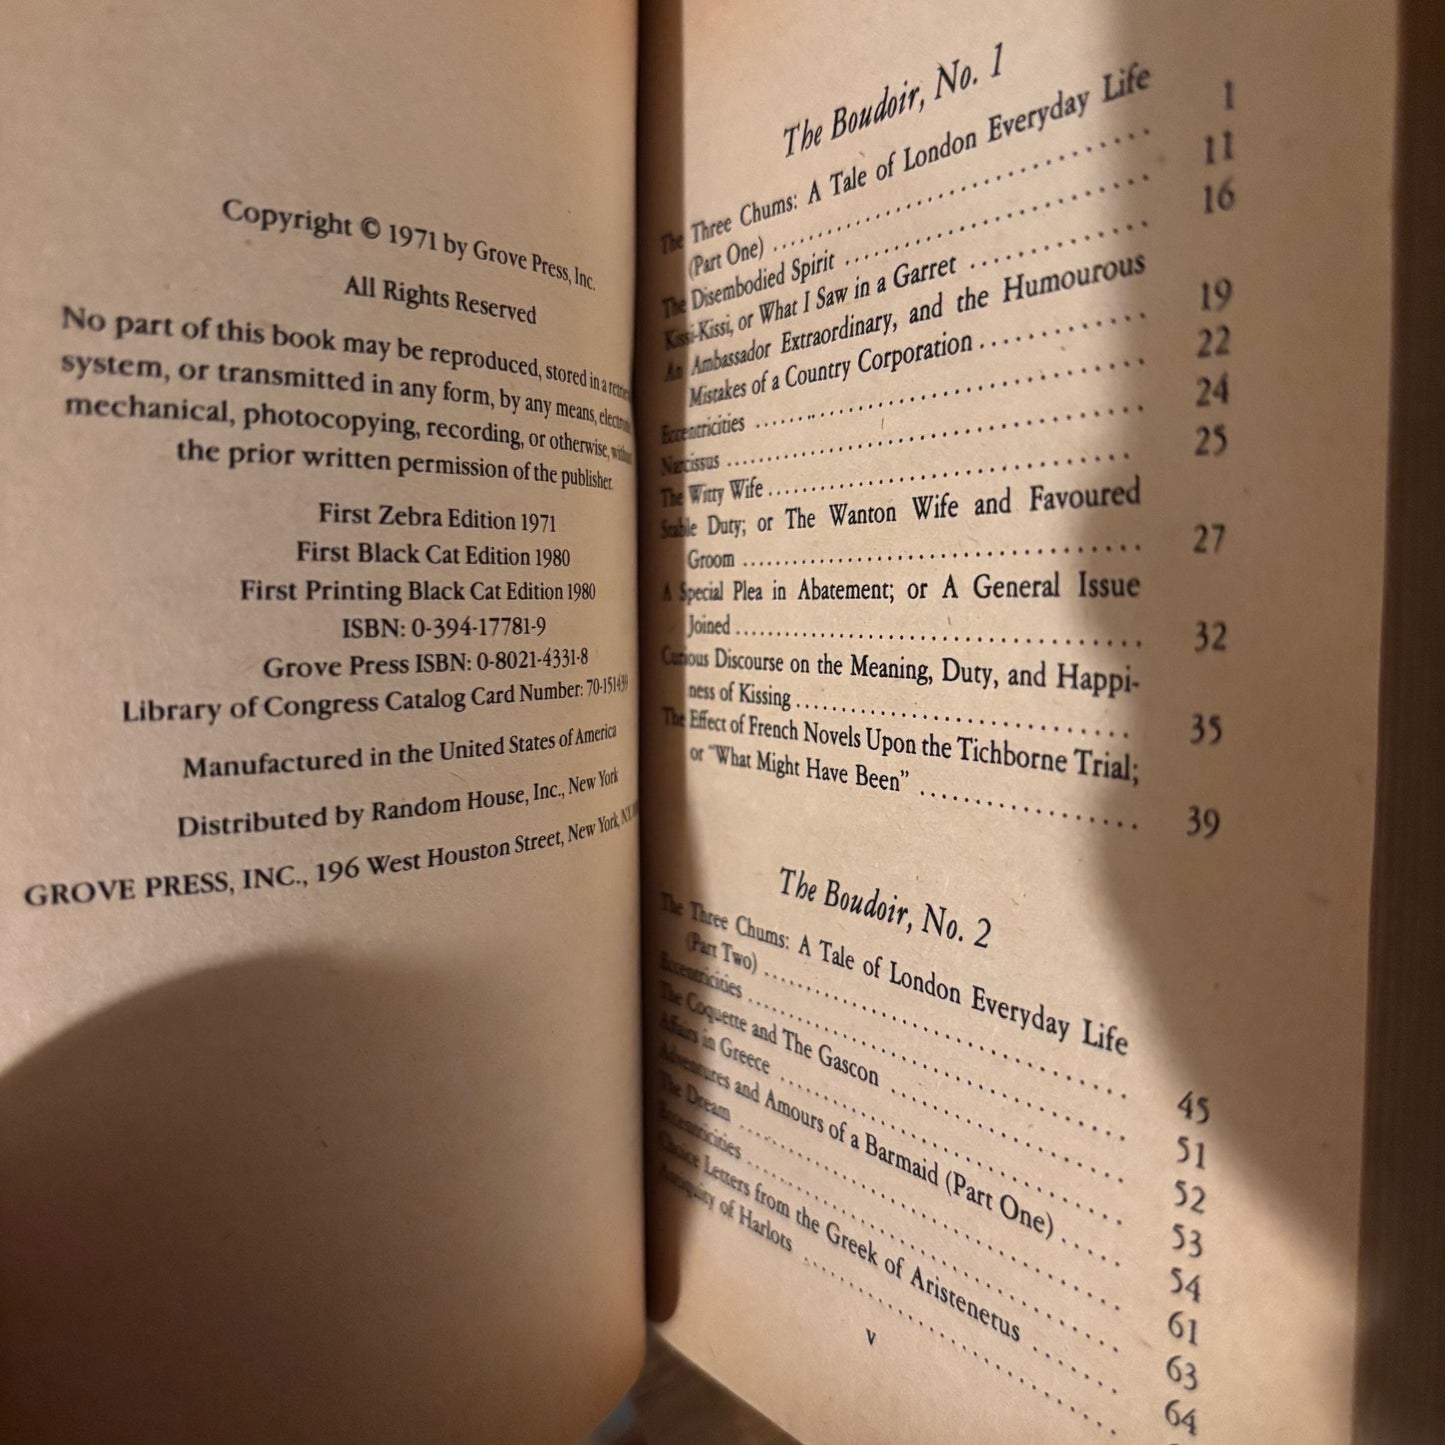 Copyright © 1971 by Grove Press, Inc.
All Rights Reserved
No part of this book may be reproduced, stored in a
system, or transmitted in any form, by any means,
mechanical, photocopying, recording, or otherwise,
the prior written permission of the publisher.
First Zebra Edition 1971
First Black Cat Edition 1980
First Printing Black Cat Edition 1980
ISBN: 0-394-17781-9
Grove Press ISBN: 0-8021-4331-8
Library of Congress Catalog Card Number: 70-151439
Manufactured in the United States of America
Distributed by Random House, Inc., New York
GROVE PRESS, INC., 196 West Houston Street, New York, N.Y.
The Boudoir, No. 1
The Three Chums: A Tale of London Everyday Life
(Part One) 1
The Disembodied Spirit 11
Kissi-Kissi, or What I Saw in a Garret 16
An Ambassador Extraordinary, and the Humourous
Mistakes of a Country Corporation 19
Eccentricities 22
Narcissus 24
The Witty Wife 25
Stable Duty; or The Wanton Wife and Favoured
Groom 27
A Special Plea in Abatement; or A General Issue
Joined 32
Curious Discourse on the Meaning, Duty, and Happi-
ness of Kissing 35
The Effect of French Novels Upon the Tichborne Trial;
or "What Might Have Been" 39
The Boudoir, No. 2
The Three Chums: A Tale of London Everyday Life
(Part Two) 45
Eccentricities 51
The Coquette and The Gascon 52
Affairs in Greece 53
Adventures and Amours of a Barmaid (Part One) 54
The Dream 61
Eccentricities 63
Choice Letters from the Greek of Aristenetus 64
Antiquity of Harlots
v